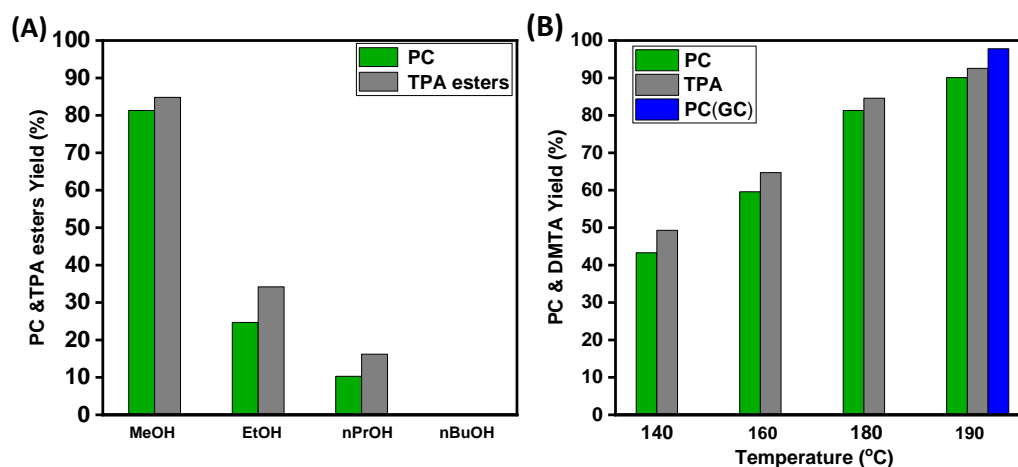 (A)
PC &TPA esters Yield (%)
100
90
80
70
60
50
40
30
20
10
0
PC
TPA esters
MeOH EtOH nPrOH nBuOH
(B)
PC & DMTA Yield (%)
100
90
80
70
60
50
40
30
20
10
0
PC
TPA
PC(GC)
140 160 180 190
Temperature (°C)